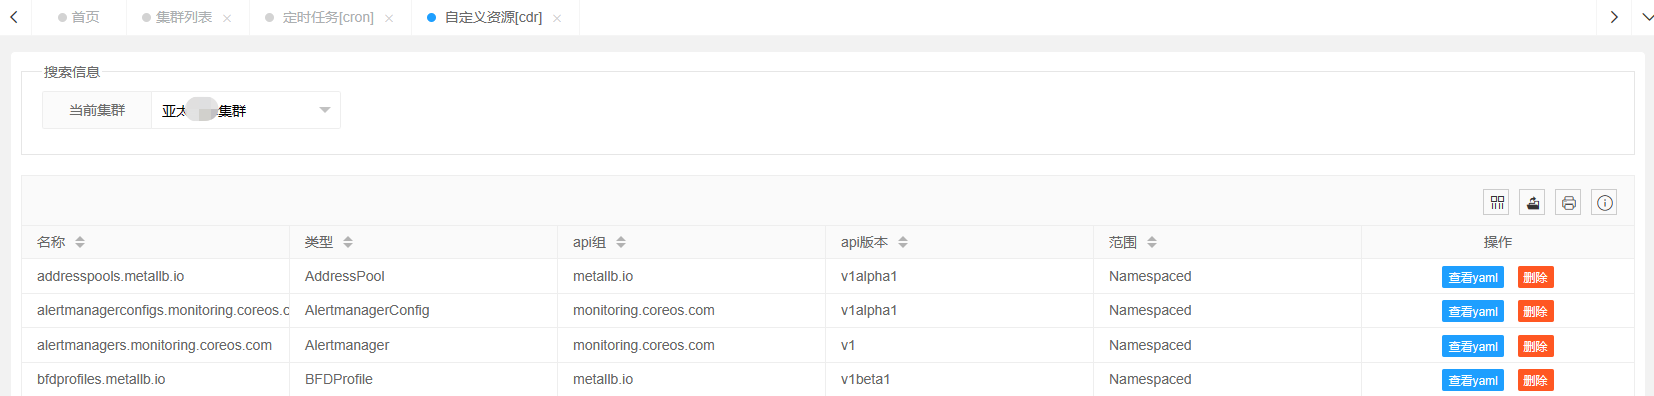 首页 集群列表 定时任务[cron] 自定义资源[cdr]
搜索信息
当前集群 亚太 集群
名称 类型 api组 api版本 范围 操作
addresspools.metallb.io AddressPool metallb.io v1alpha1 Namespaced 查看yaml 删除
alertmanagerconfigs.monitoring.coreos.c AlertmanagerConfig monitoring.coreos.com v1alpha1 Namespaced 查看yaml 删除
alertmanagers.monitoring.coreos.com Alertmanager monitoring.coreos.com v1 Namespaced 查看yaml 删除
bfdprofiles.metallb.io BFDProfile metallb.io v1beta1 Namespaced 查看yaml 删除